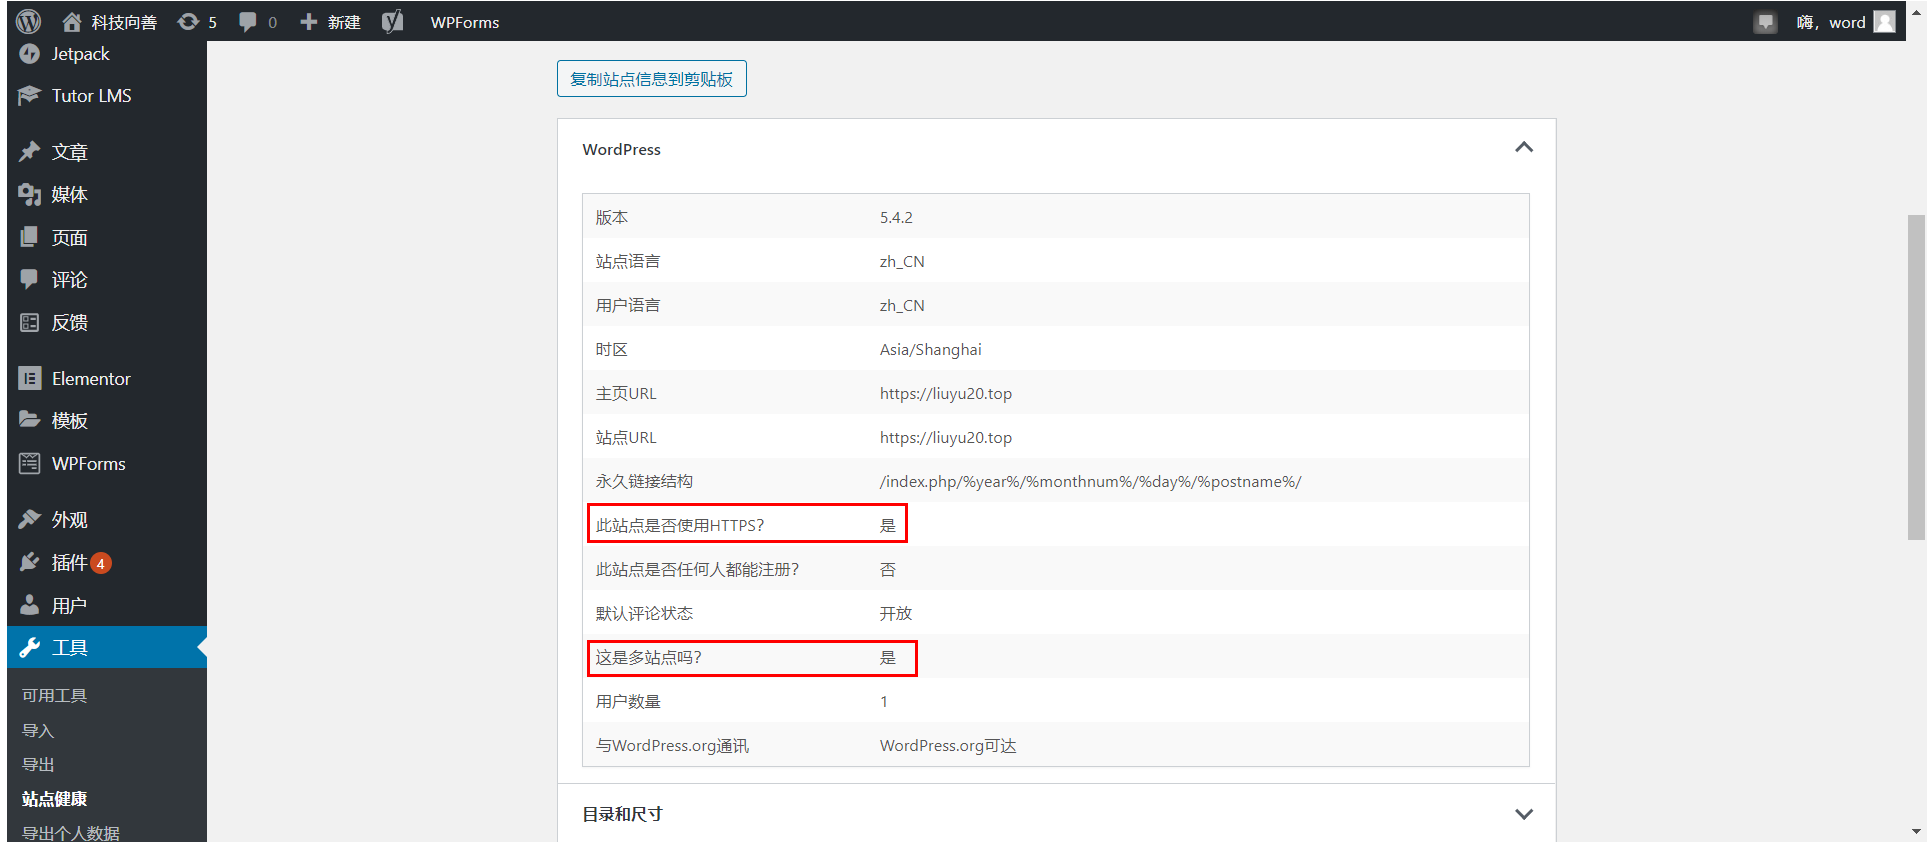 科技向善 5 0 新建 WPForms 嗨，word
Jetpack
Tutor LMS
文章
媒体
页面
评论
反馈
Elementor
模板
WPForms
外观
插件 4
用户
工具
可用工具
导入
导出
站点健康
导出个人数据
复制站点信息到剪贴板
WordPress
版本 5.4.2
站点语言 zh_CN
用户语言 zh_CN
时区 Asia/Shanghai
主页URL https://liuyu20.top
站点URL https://liuyu20.top
永久链接结构 /index.php/%year%/%monthnum%/%day%/%postname%/
此站点是否使用HTTPS？ 是
此站点是否任何人都能注册？ 否
默认评论状态 开放
这是多站点吗？ 是
用户数量 1
与WordPress.org通讯 WordPress.org可达
目录和尺寸